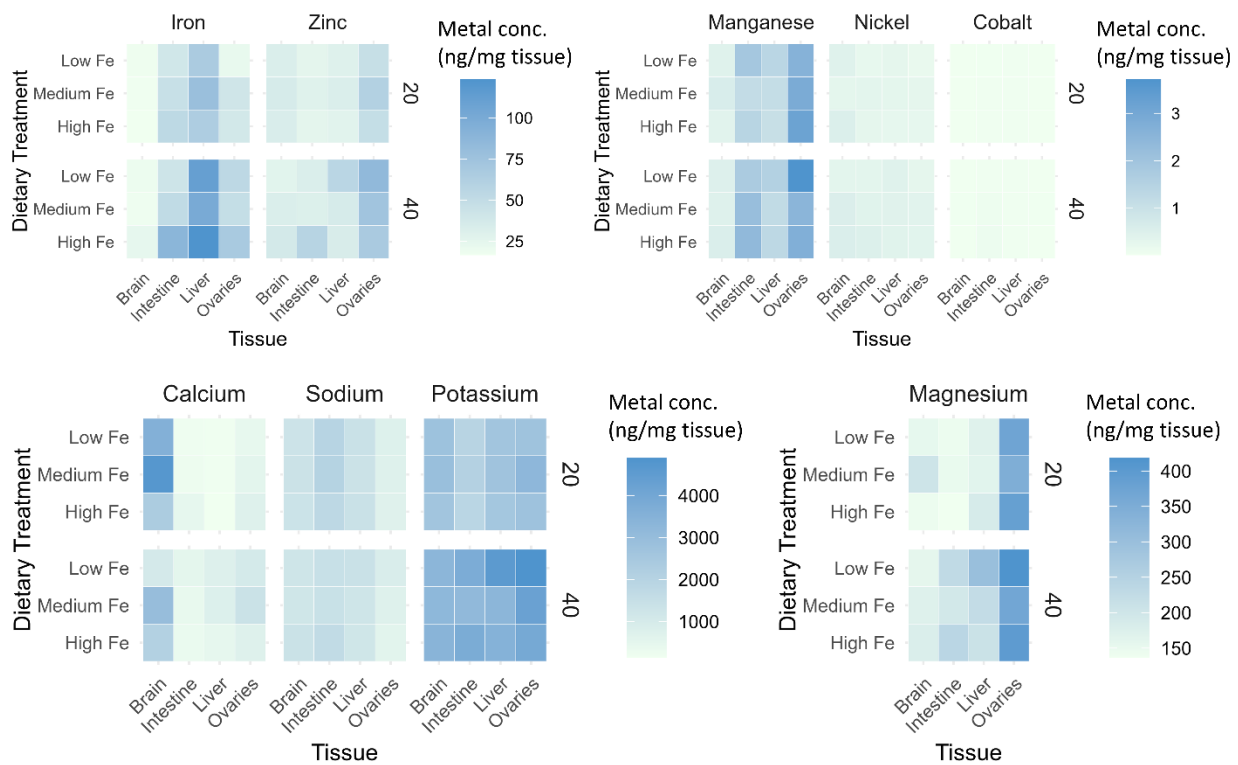 Iron Zinc
Metal conc.
(ng/mg tissue)
Dietary Treatment
Low Fe
Medium Fe
High Fe
20
Low Fe
Medium Fe
High Fe
40
100
75
50
25
Brain Intestine Liver Ovaries Brain Intestine Liver Ovaries
Tissue
Manganese Nickel Cobalt
Metal conc.
(ng/mg tissue)
Dietary Treatment
Low Fe
Medium Fe
High Fe
20
Low Fe
Medium Fe
High Fe
40
3
2
1
Brain Intestine Liver Ovaries Brain Intestine Liver Ovaries Brain Intestine Liver Ovaries
Tissue
Calcium Sodium Potassium
Metal conc.
(ng/mg tissue)
Dietary Treatment
Low Fe
Medium Fe
High Fe
20
Low Fe
Medium Fe
High Fe
40
4000
3000
2000
1000
Brain Intestine Liver Ovaries Brain Intestine Liver Ovaries Brain Intestine Liver Ovaries
Tissue
Magnesium
Metal conc.
(ng/mg tissue)
Dietary Treatment
Low Fe
Medium Fe
High Fe
20
Low Fe
Medium Fe
High Fe
40
400
350
300
250
200
150
Brain Intestine Liver Ovaries
Tissue